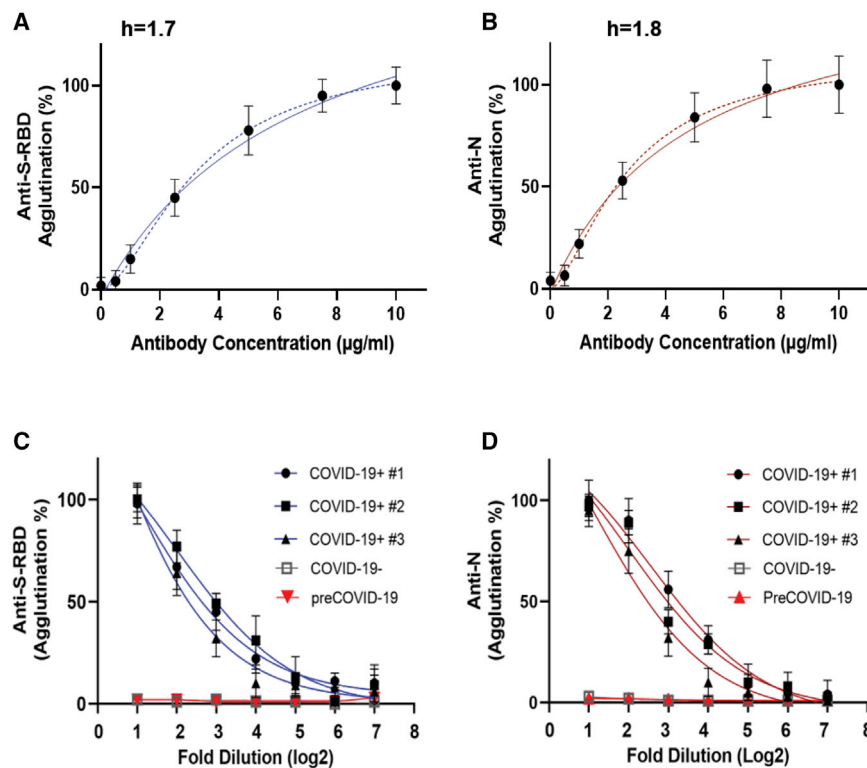 A
h=1.7
Anti-S-RBD
Agglutination (%)
100
50
0
0
2
4
6
8
10
Antibody Concentration (µg/ml)
B
h=1.8
Anti-N
Agglutination (%)
100
50
0
0
2
4
6
8
10
Antibody Concentration (µg/ml)
C
Anti-S-RBD
(Agglutination %)
100
50
0
0
1
2
3
4
5
6
7
8
Fold Dilution (log2)
COVID-19+ #1
COVID-19+ #2
COVID-19+ #3
COVID-19-
preCOVID-19
D
Anti-N
(Agglutination %)
100
50
0
0
1
2
3
4
5
6
7
8
Fold Dilution (Log2)
COVID-19+ #1
COVID-19+ #2
COVID-19+ #3
COVID-19-
PreCOVID-19